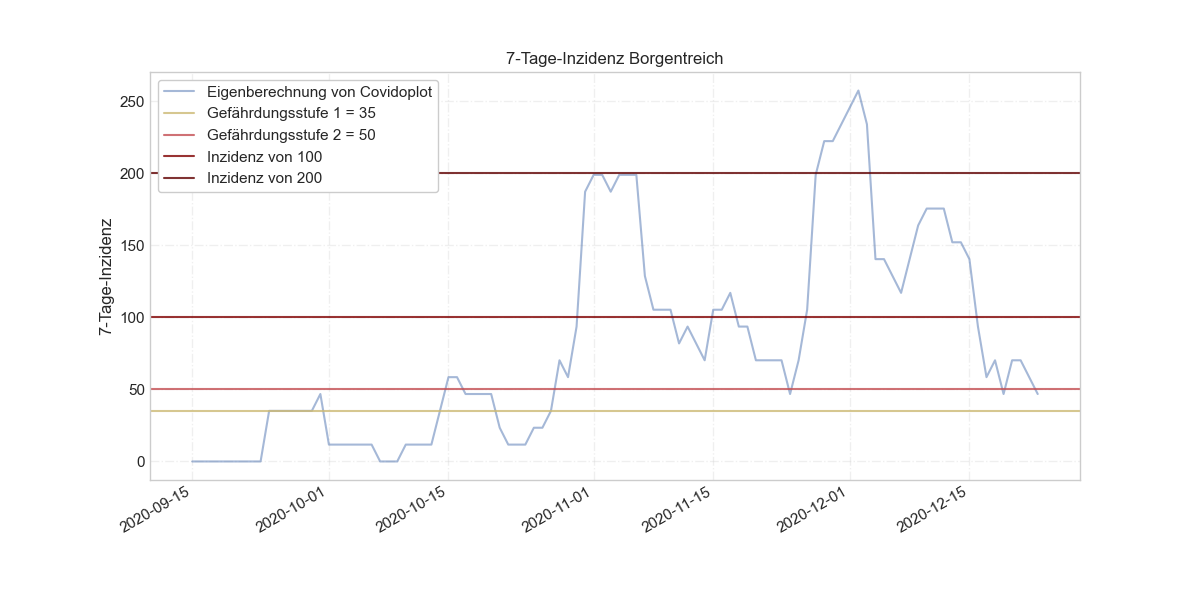 7-Tage-Inzidenz Borgentreich
Eigenberechnung von Covidoplot
Gefährdungsstufe 1 = 35
Gefährdungsstufe 2 = 50
Inzidenz von 100
Inzidenz von 200
7-Tage-Inzidenz
250
200
150
100
50
0
2020-09-15
2020-10-01
2020-10-15
2020-11-01
2020-11-15
2020-12-01
2020-12-15